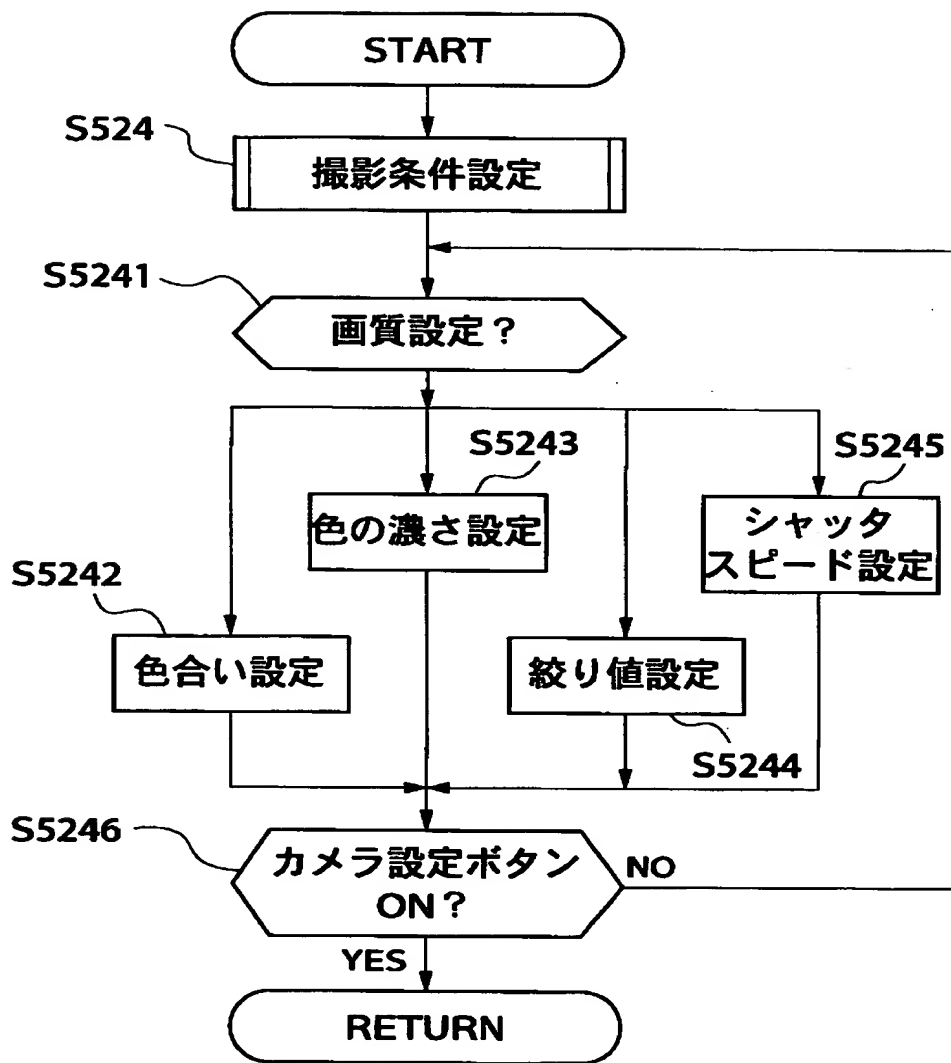 START
S524
撮影条件設定
S5241
画質設定？
S5243
色の濃さ設定
S5245
シャッタ
スピード設定
S5242
色合い設定
絞り値設定
S5244
S5246
カメラ設定ボタン
ON？
NO
YES
RETURN